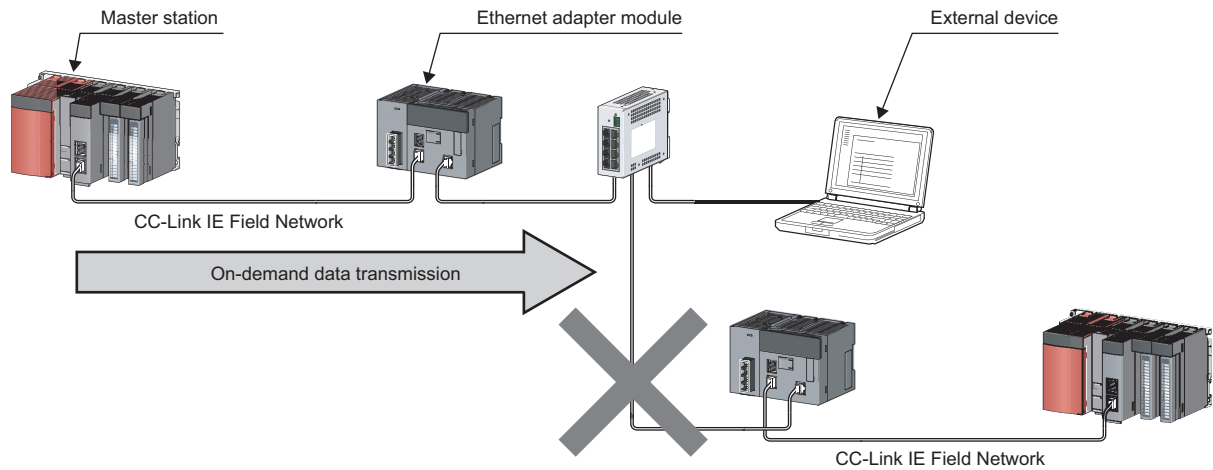 Master station
Ethernet adapter module
External device
CC-Link IE Field Network
On-demand data transmission
CC-Link IE Field Network